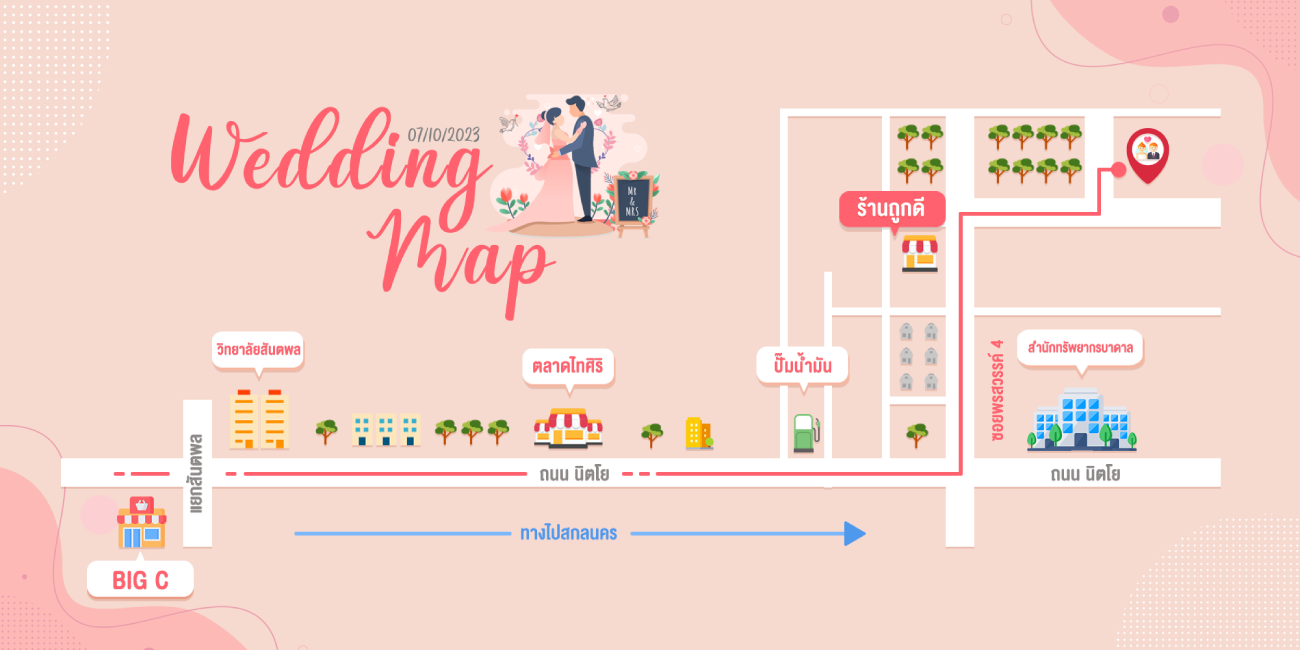 Wedding
07/10/2023
Map
Mr
&
MRS
ร้านถูกดี
วิทยาลัยสันตพล
ตลาดไทศิริ
ปั๊มน้ำมัน
ซอยพรสวรรค์ 4
สำนักทรัพยากรบาดาล
แยกสันตพล
ถนน นิตโย
ถนน นิตโย
ทางไปสกลนคร
BIG C